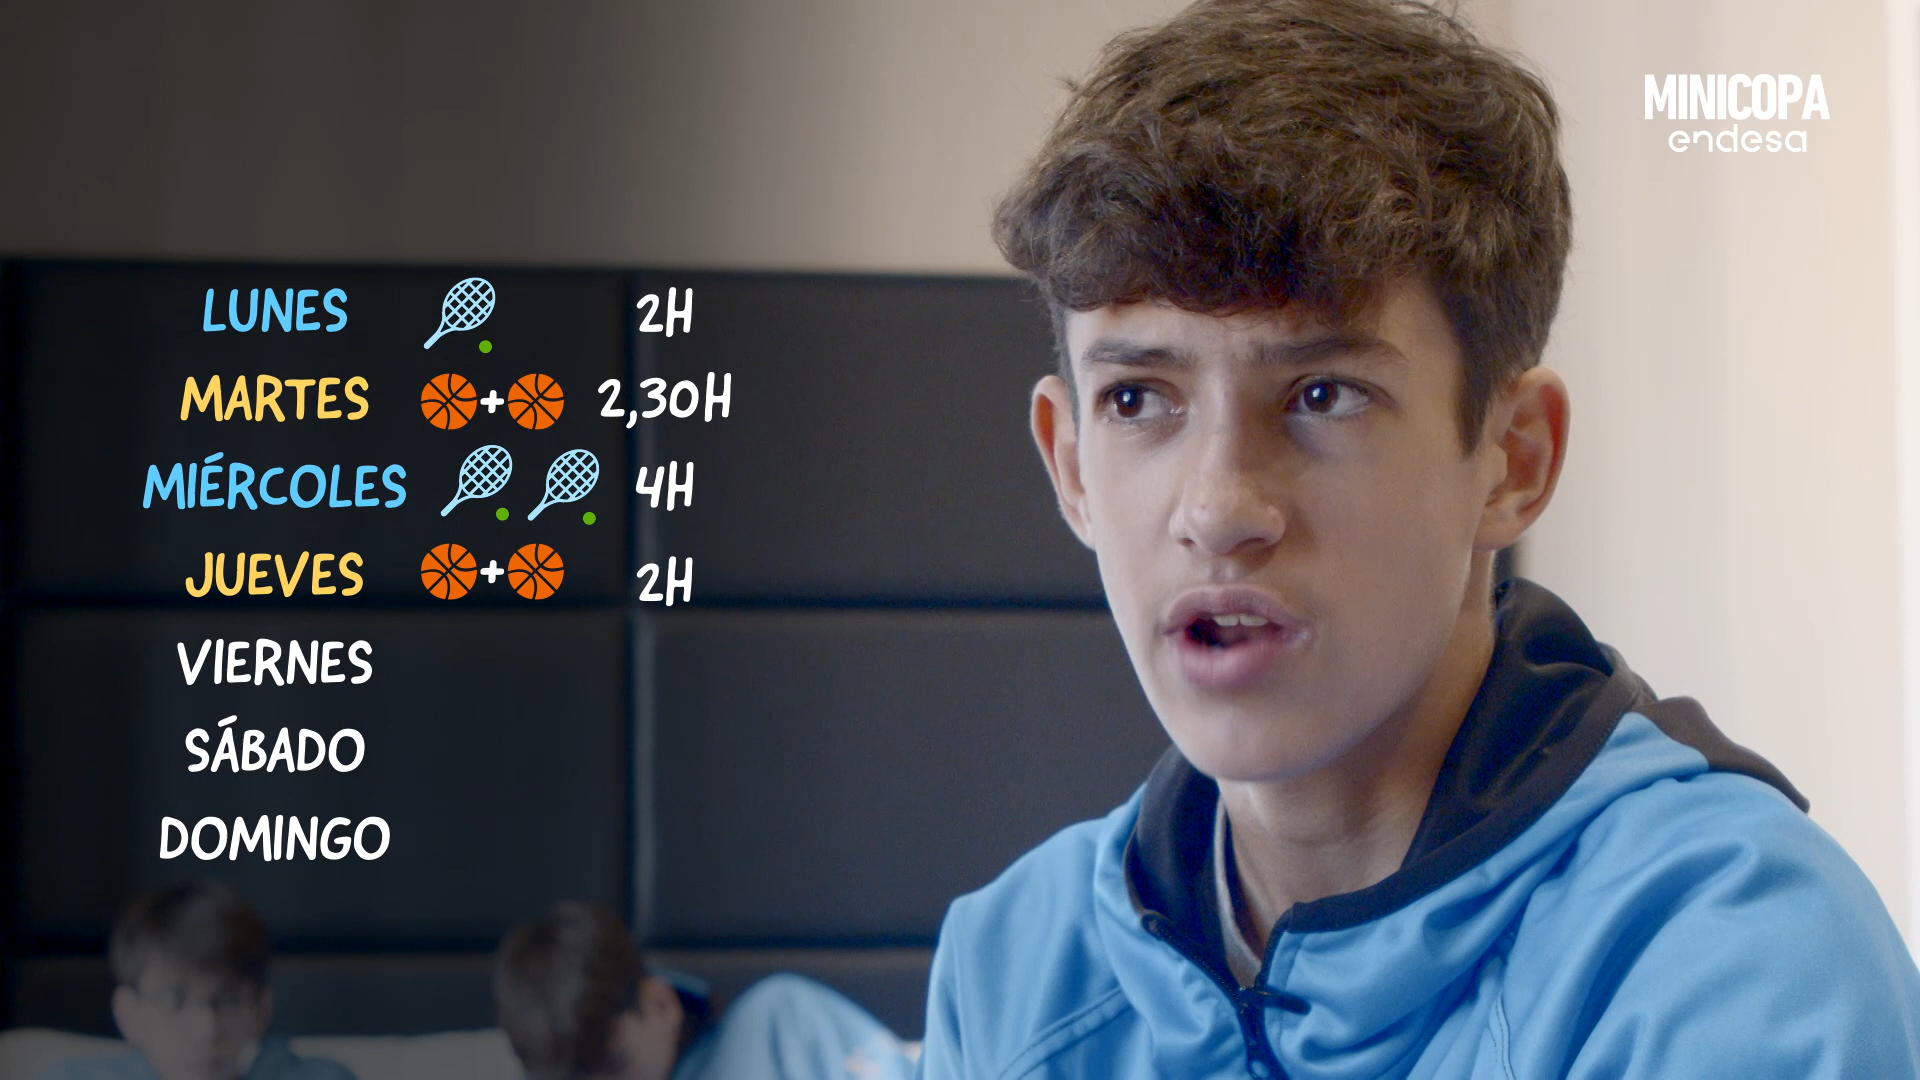 MINICOPA
endesa
LUNES 2H
MARTES + 2,30H
MIÉRCOLES 4H
JUEVES + 2H
VIERNES
SÁBADO
DOMINGO